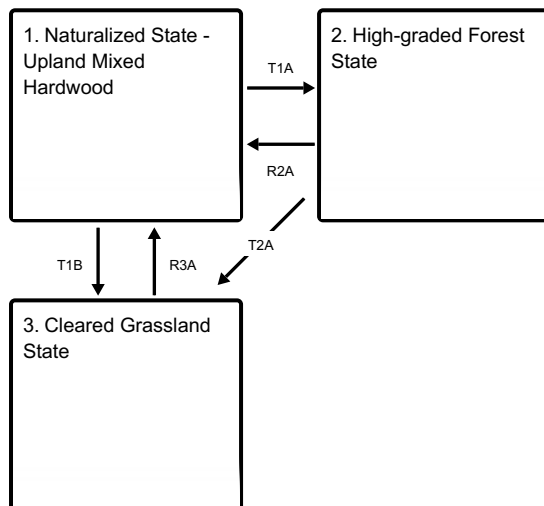 1. Naturalized State -
Upland Mixed
Hardwood
2. High-graded Forest
State
T1A
R2A
T2A
T1B
R3A
3. Cleared Grassland
State